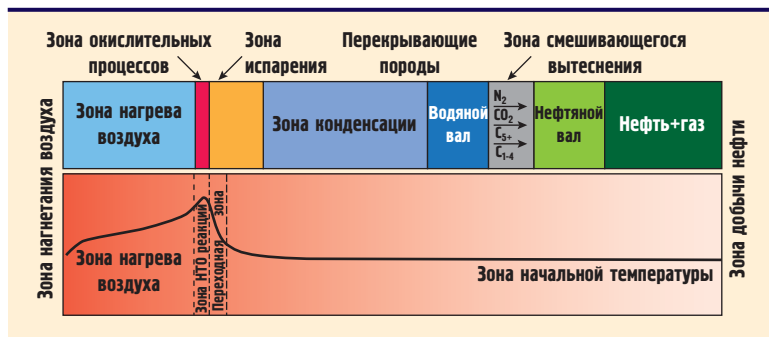 Зона окислительных
процессов
Зона
испарения
Перекрывающие
породы
Зона смешивающегося
вытеснения
Зона нагнетания воздуха
Зона нагрева
воздуха
Зона конденсации
Водяной
вал
N₂
CO₂
C₅₊
C₁₋₄
Нефтяной
вал
Нефть+газ
Зона добычи нефти
Зона нагрева
воздуха
Зона НТО реакций
Переходная
зона
Зона начальной температуры